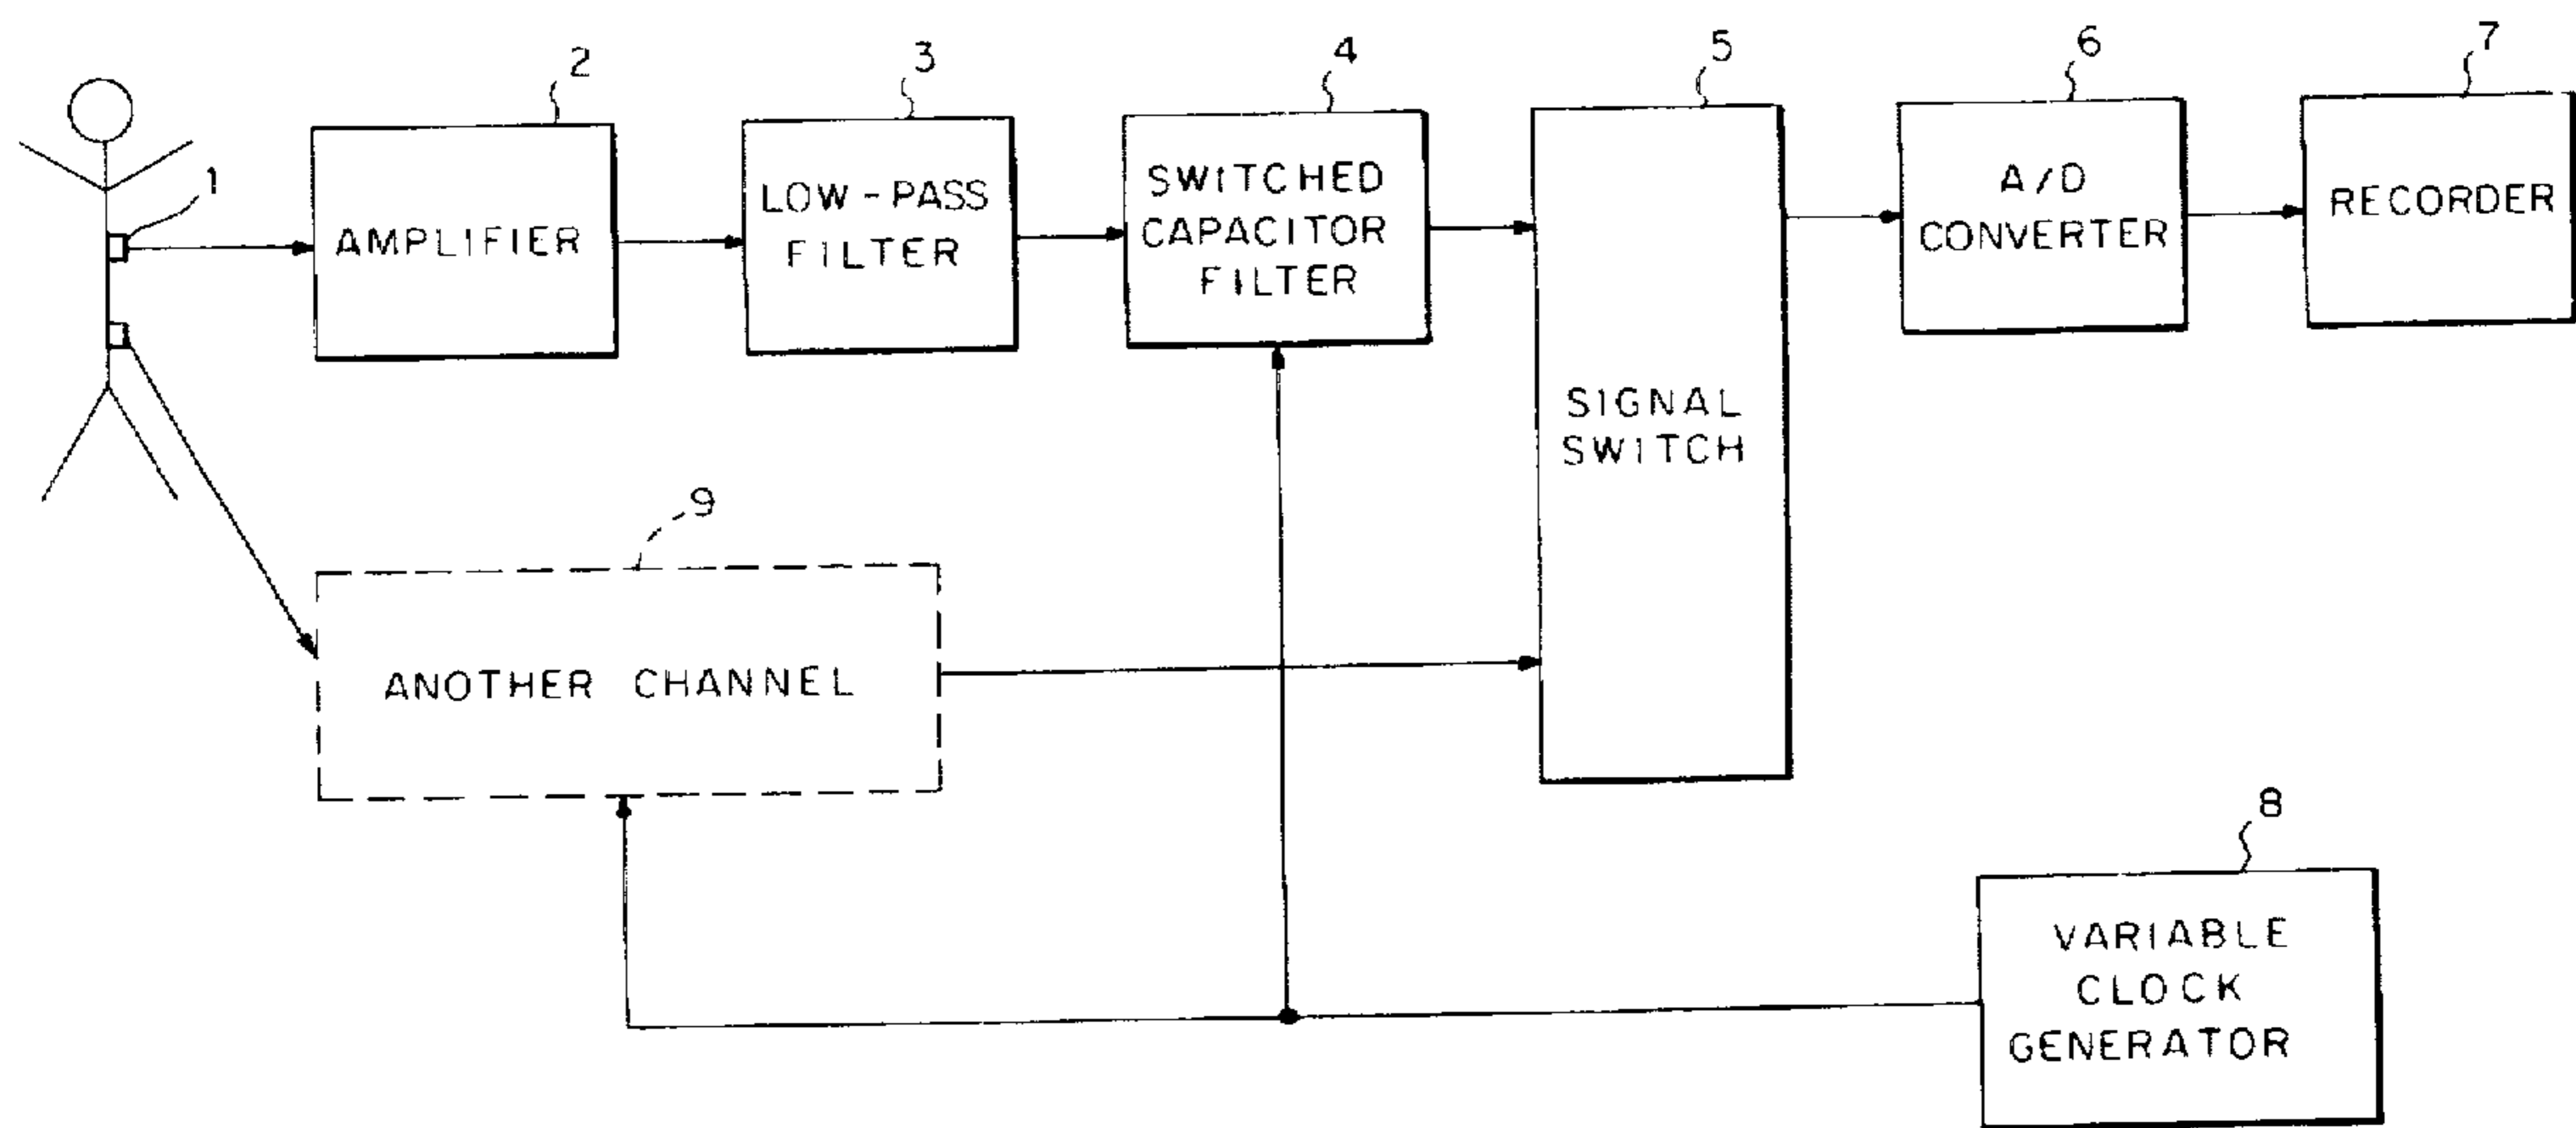 1
2
3
4
5
6
7
AMPLIFIER
LOW-PASS
FILTER
SWITCHED
CAPACITOR
FILTER
SIGNAL
SWITCH
A/D
CONVERTER
RECORDER
9
ANOTHER CHANNEL
8
VARIABLE
CLOCK
GENERATOR